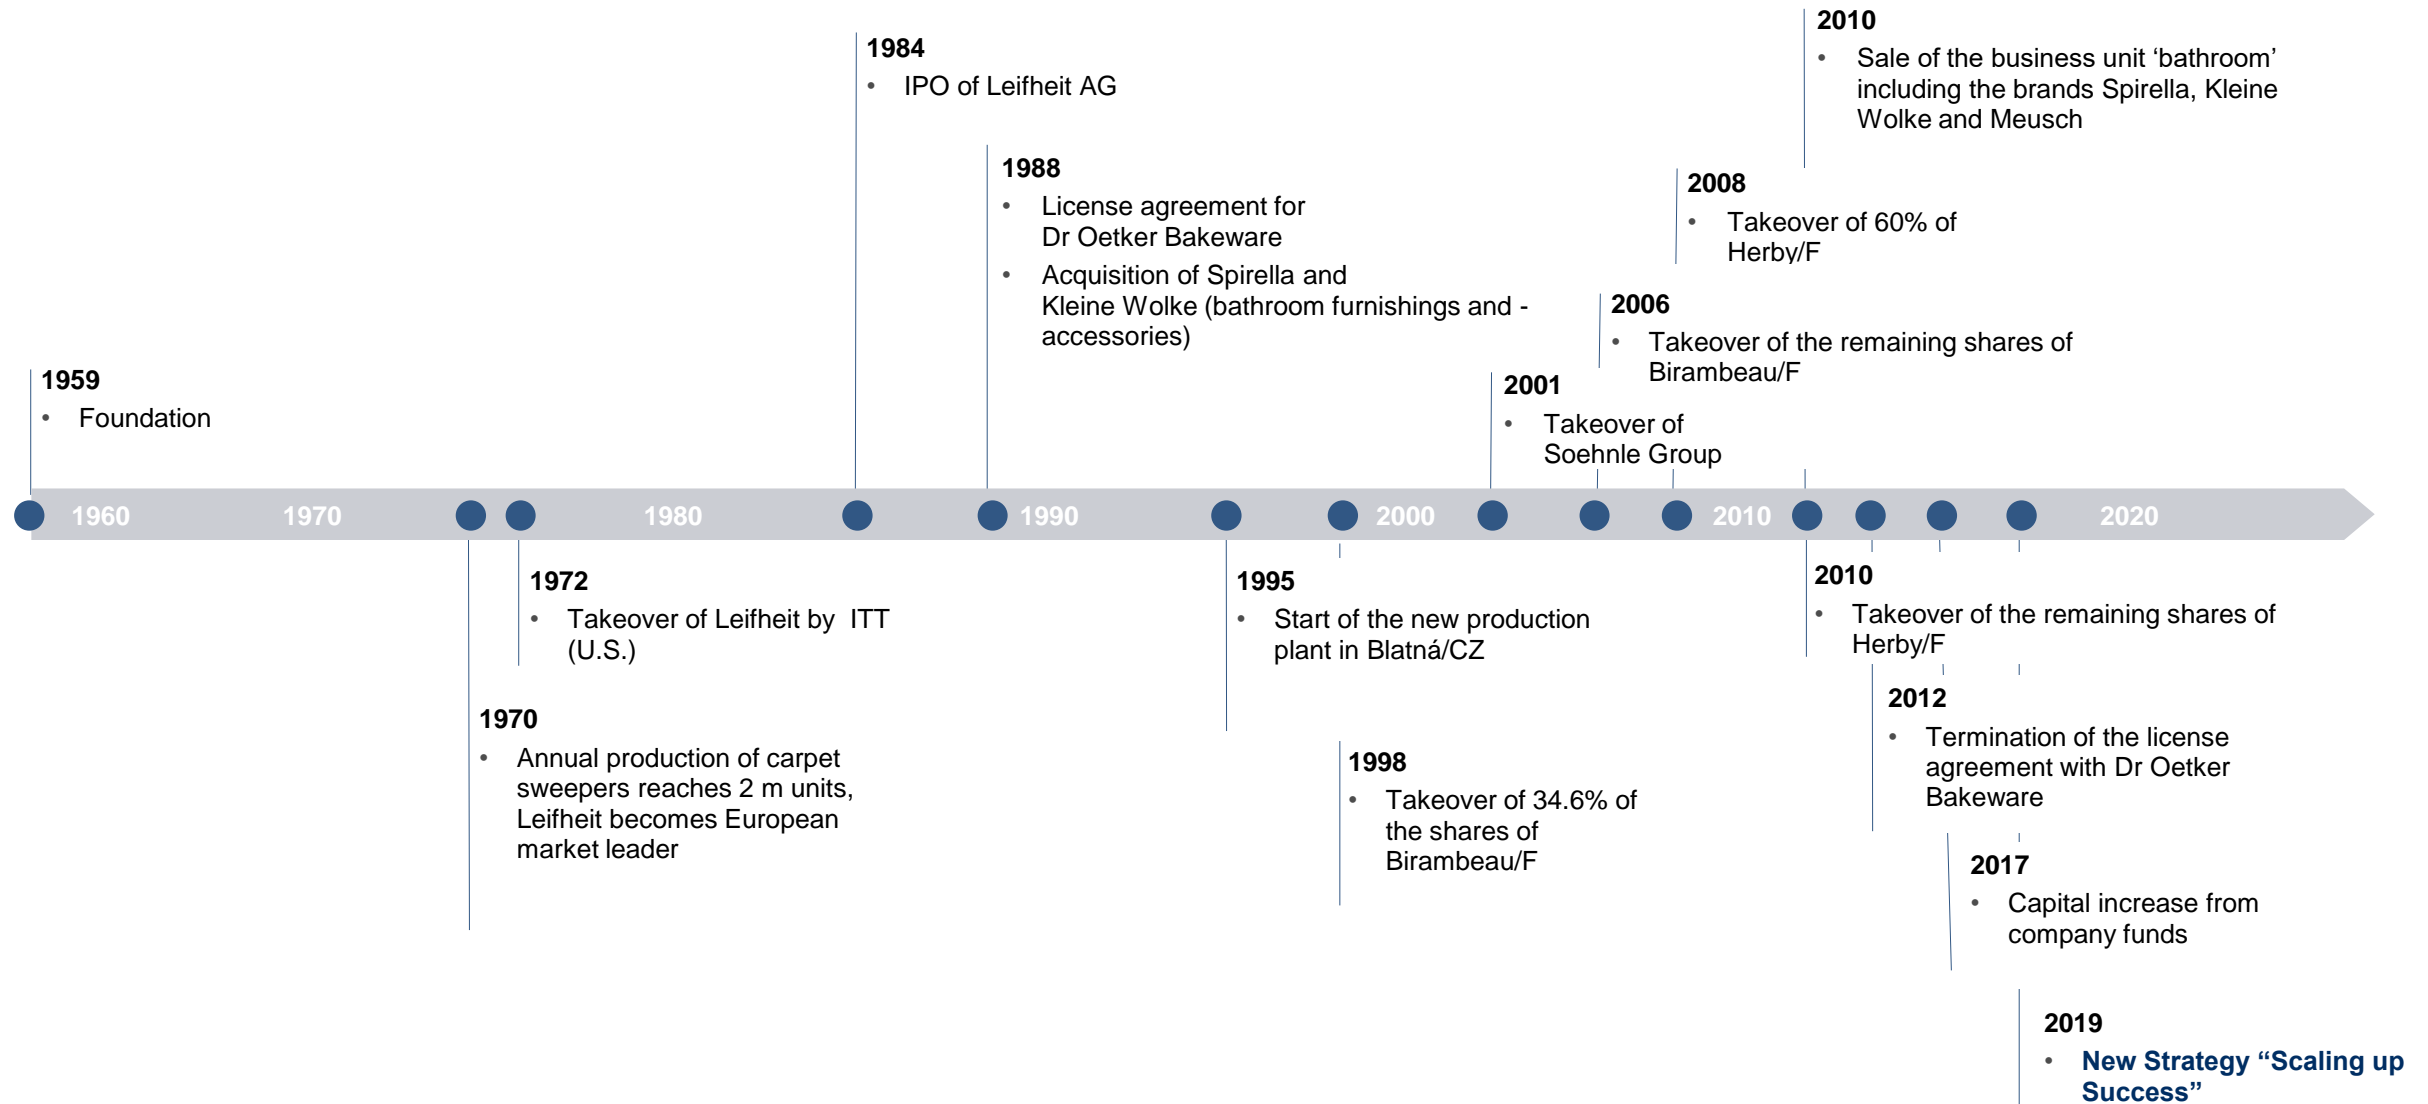 1959
• Foundation
1984
• IPO of Leifheit AG
1988
• License agreement for
Dr Oetker Bakeware
• Acquisition of Spirella and
Kleine Wolke (bathroom furnishings and -
accessories)
2001
• Takeover of
Soehnle Group
2006
• Takeover of the remaining shares of
Birambeau/F
2008
• Takeover of 60% of
Herby/F
2010
• Sale of the business unit ‘bathroom’
including the brands Spirella, Kleine
Wolke and Meusch
1960 1970 1980 1990 2000 2010 2020
1970
• Annual production of carpet
sweepers reaches 2 m units,
Leifheit becomes European
market leader
1972
• Takeover of Leifheit by  ITT
(U.S.)
1995
• Start of the new production
plant in Blatná/CZ
1998
• Takeover of 34.6% of
the shares of
Birambeau/F
2010
• Takeover of the remaining shares of
Herby/F
2012
• Termination of the license
agreement with Dr Oetker
Bakeware
2017
• Capital increase from
company funds
2019
• New Strategy “Scaling up
Success”